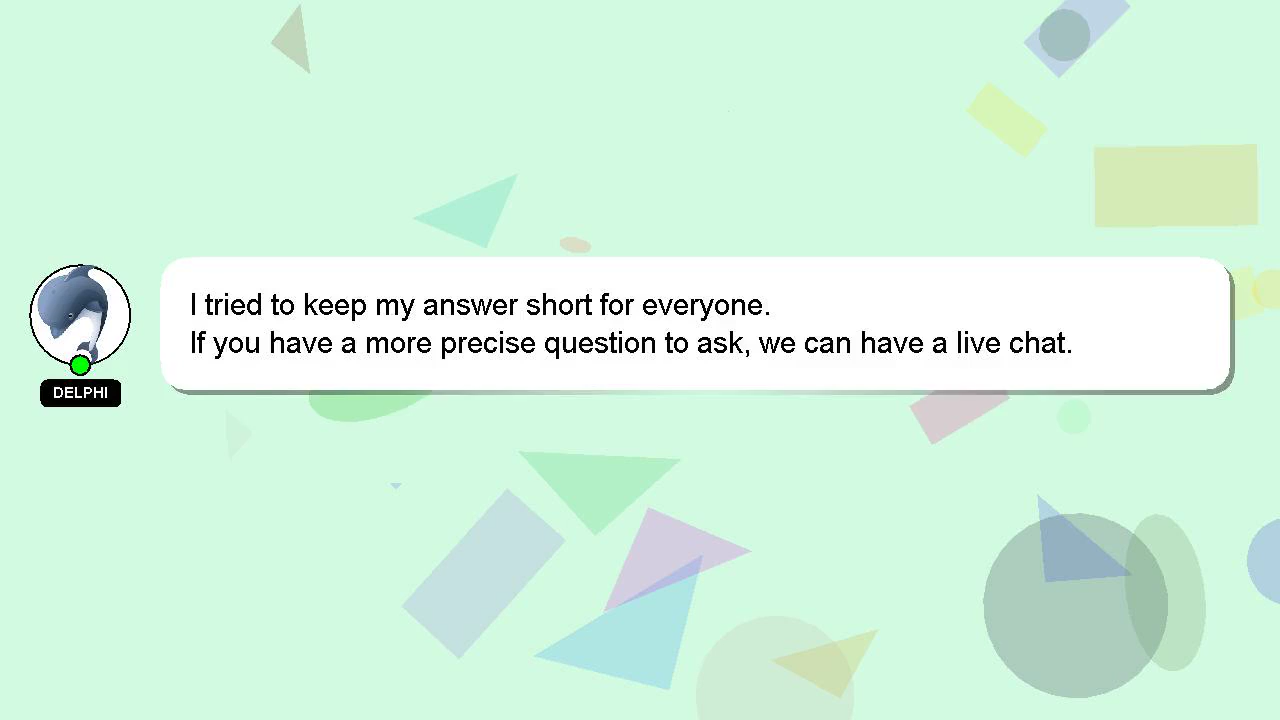 I tried to keep my answer short for everyone.
If you have a more precise question to ask, we can have a live chat.
DELPHI